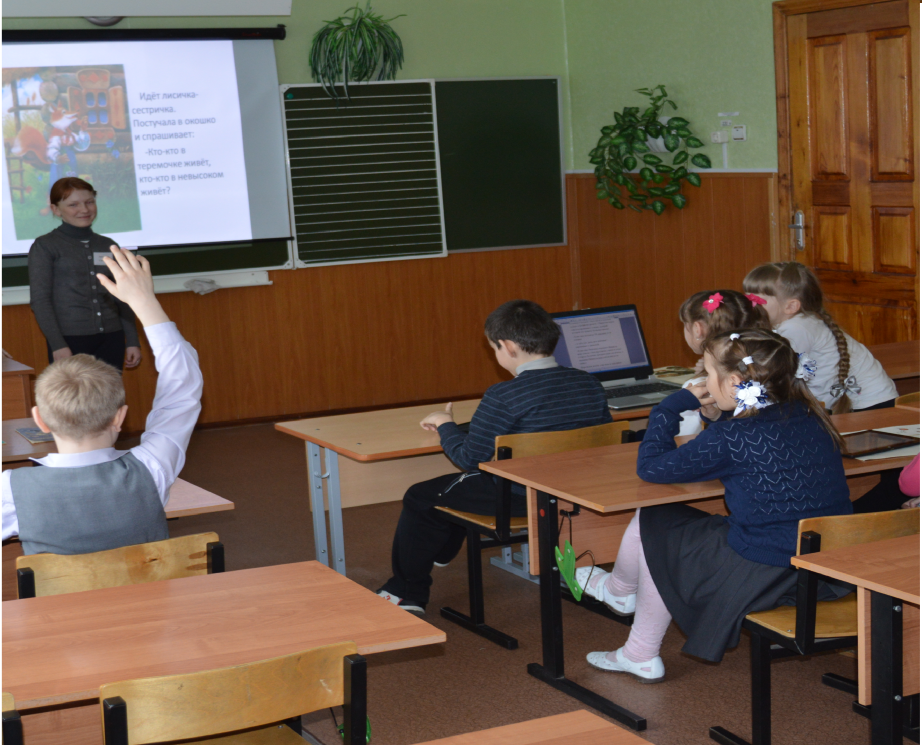 Идёт лисичка-
сестричка.
Постучала в окошко
и спрашивает:
-Кто-кто в
теремочке живёт,
кто-кто в невысоком
живёт?